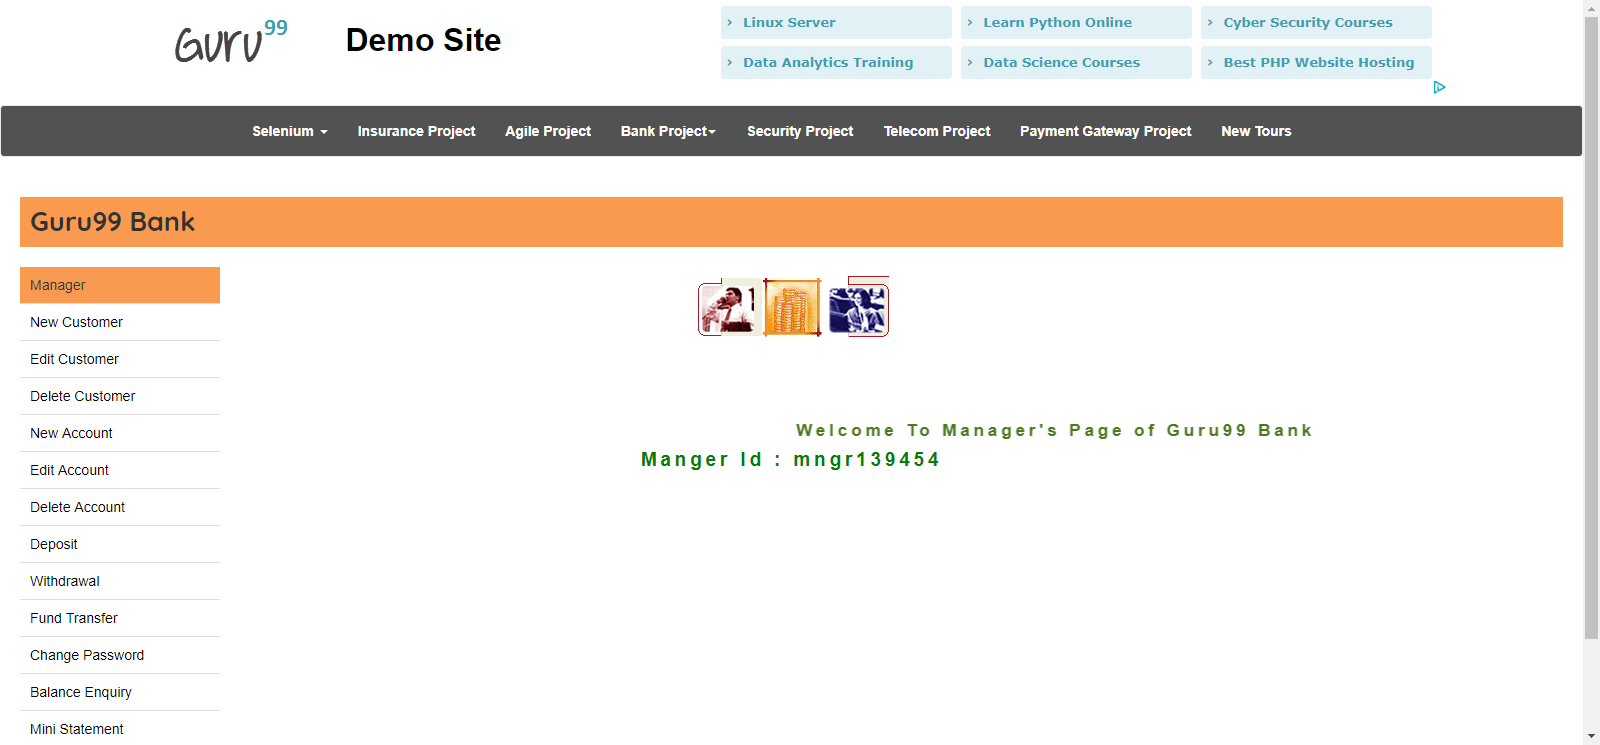 Guru99
Demo Site
› Linux Server
› Learn Python Online
› Cyber Security Courses
› Data Analytics Training
› Data Science Courses
› Best PHP Website Hosting
Selenium Insurance Project Agile Project Bank Project Security Project Telecom Project Payment Gateway Project New Tours
Guru99 Bank
Manager
New Customer
Edit Customer
Delete Customer
New Account
Edit Account
Delete Account
Deposit
Withdrawal
Fund Transfer
Change Password
Balance Enquiry
Mini Statement
Welcome To Manager's Page of Guru99 Bank
Manger Id : mngr139454